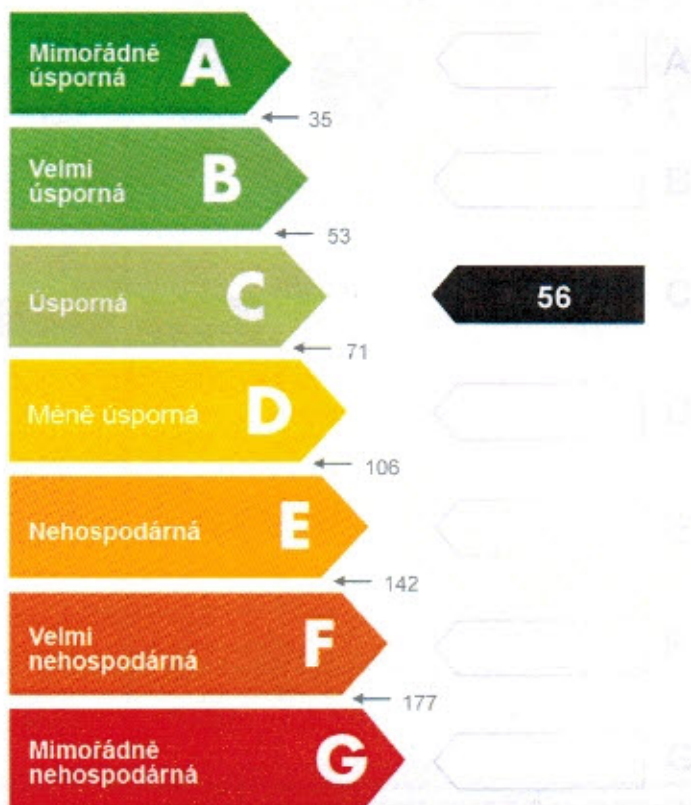 Mimořádně
úsporná
A
35
Velmi
úsporná
B
53
Úsporná
C
56
71
Méně úsporná
D
106
Nehospodárná
E
142
Velmi
nehospodárná
F
177
Mimořádně
nehospodárná
G
A
B
C
D
E
F
G